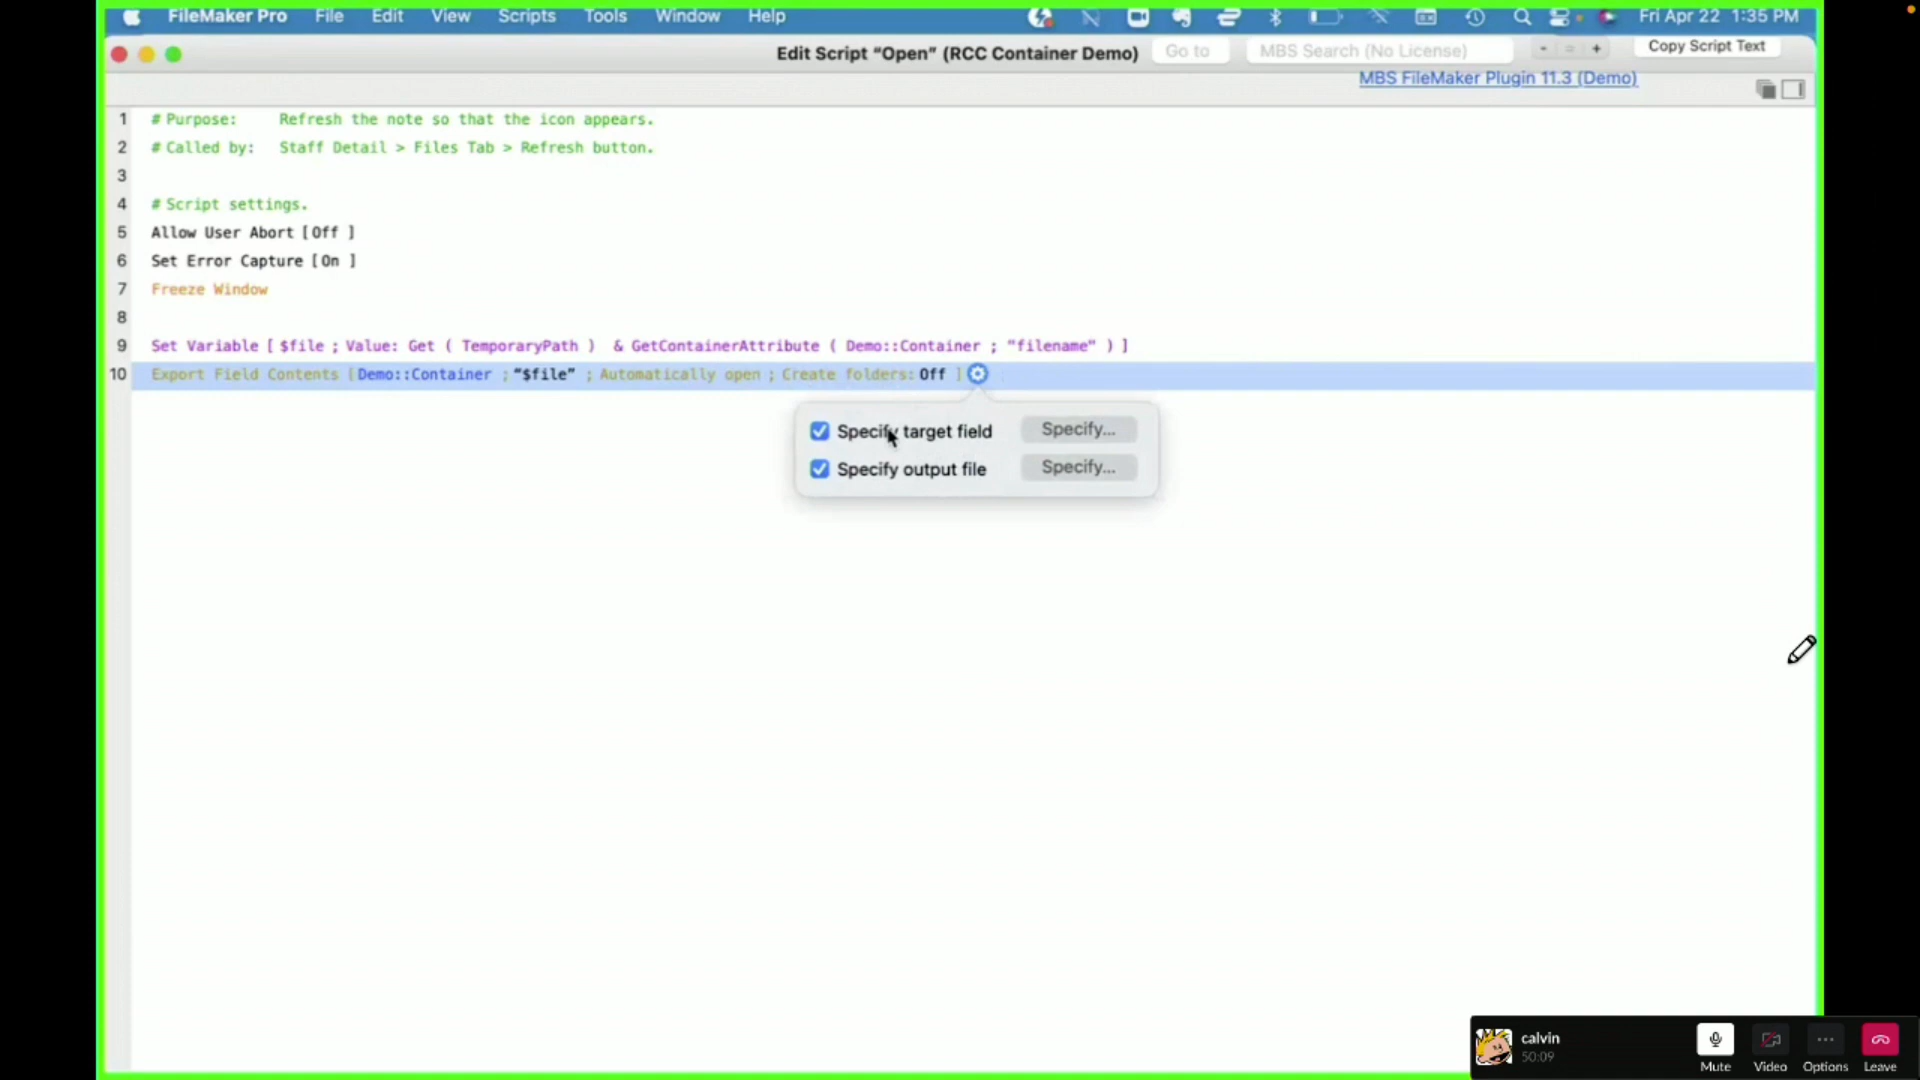 FileMaker Pro File Edit View Scripts Tools Window Help Fri Apr 22 1:35 PM
Edit Script “Open” (RCC Container Demo) Go to MBS Search (No License) - = + Copy Script Text
MBS FileMaker Plugin 11.3 (Demo)
1 # Purpose: Refresh the note so that the icon appears.
2 # Called by: Staff Detail > Files Tab > Refresh button.
3
4 # Script settings.
5 Allow User Abort [ Off ]
6 Set Error Capture [ On ]
7 Freeze Window
8
9 Set Variable [ $file ; Value: Get ( TemporaryPath ) & GetContainerAttribute ( Demo::Container ; "filename" ) ]
10 Export Field Contents [ Demo::Container ; “$file” ; Automatically open ; Create folders: Off ]
Specify target field Specify...
Specify output file Specify...
calvin
50:09
Mute Video Options Leave